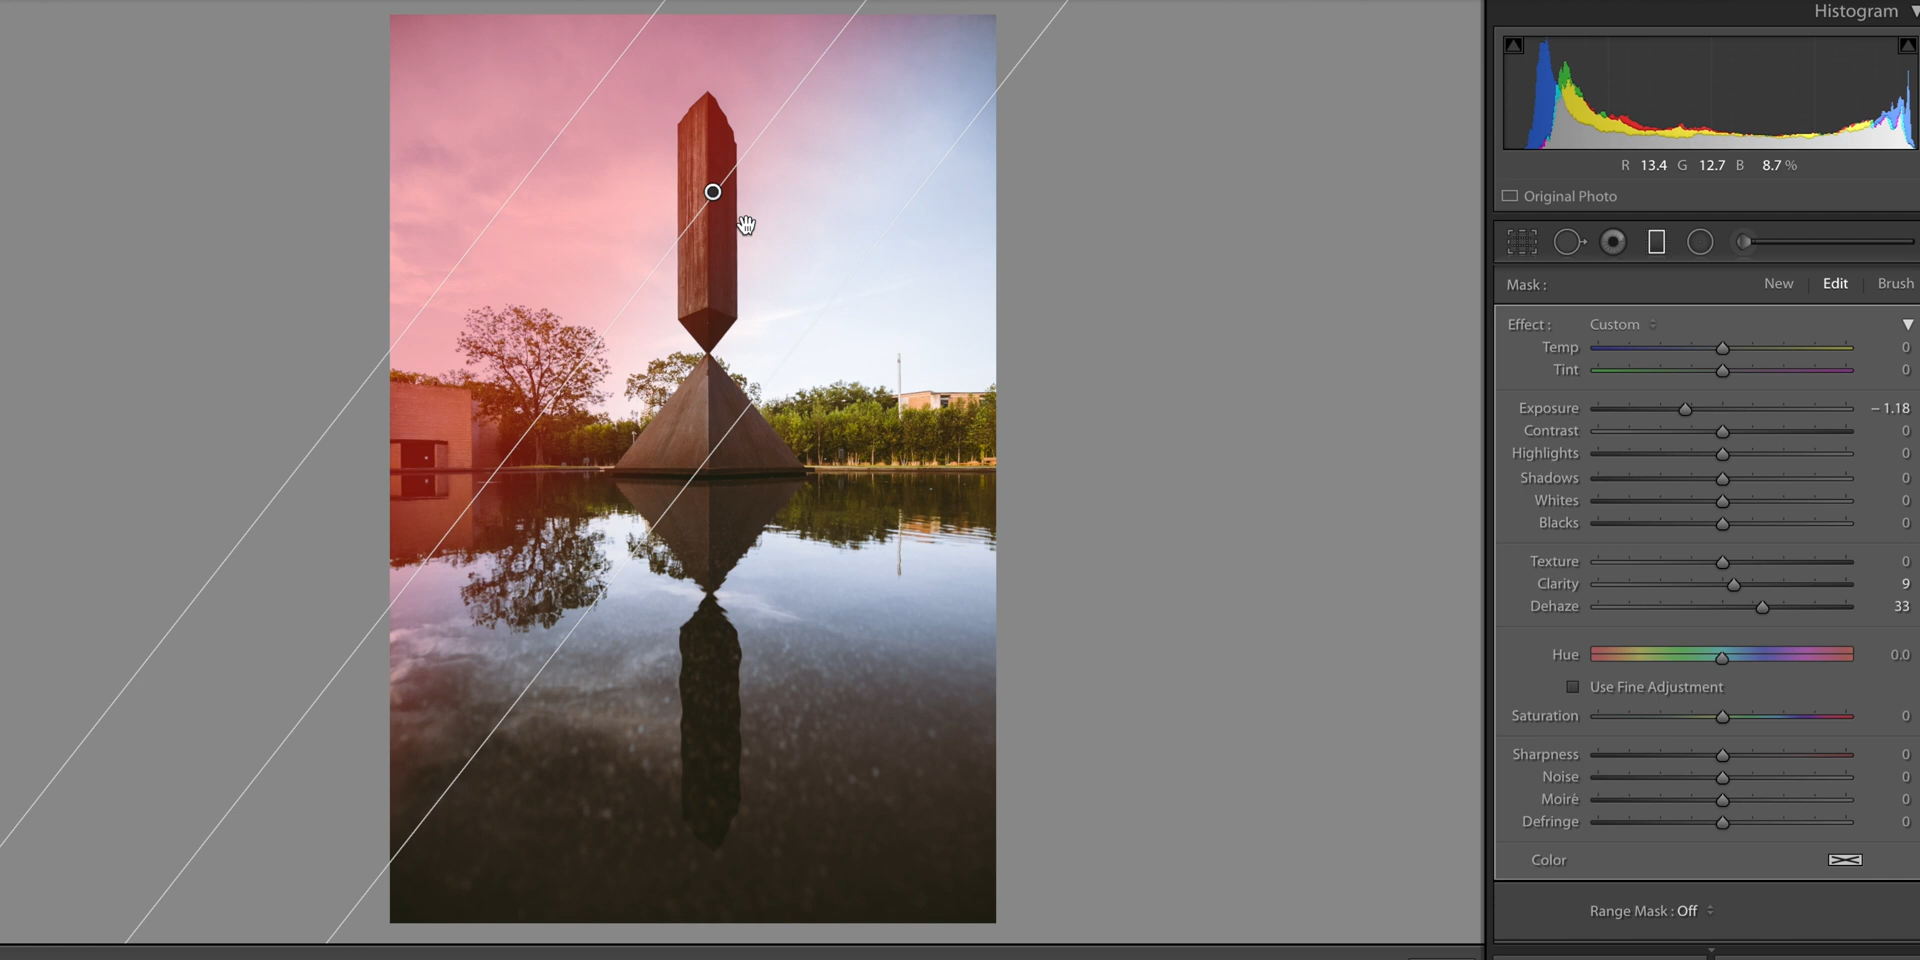 Histogram
R 13.4 G 12.7 B 8.7 %
Original Photo
Mask : New Edit Brush
Effect : Custom
Temp 0
Tint 0
Exposure – 1.18
Contrast 0
Highlights 0
Shadows 0
Whites 0
Blacks 0
Texture 0
Clarity 9
Dehaze 33
Hue 0.0
Use Fine Adjustment
Saturation 0
Sharpness 0
Noise 0
Moiré 0
Defringe 0
Color
Range Mask : Off